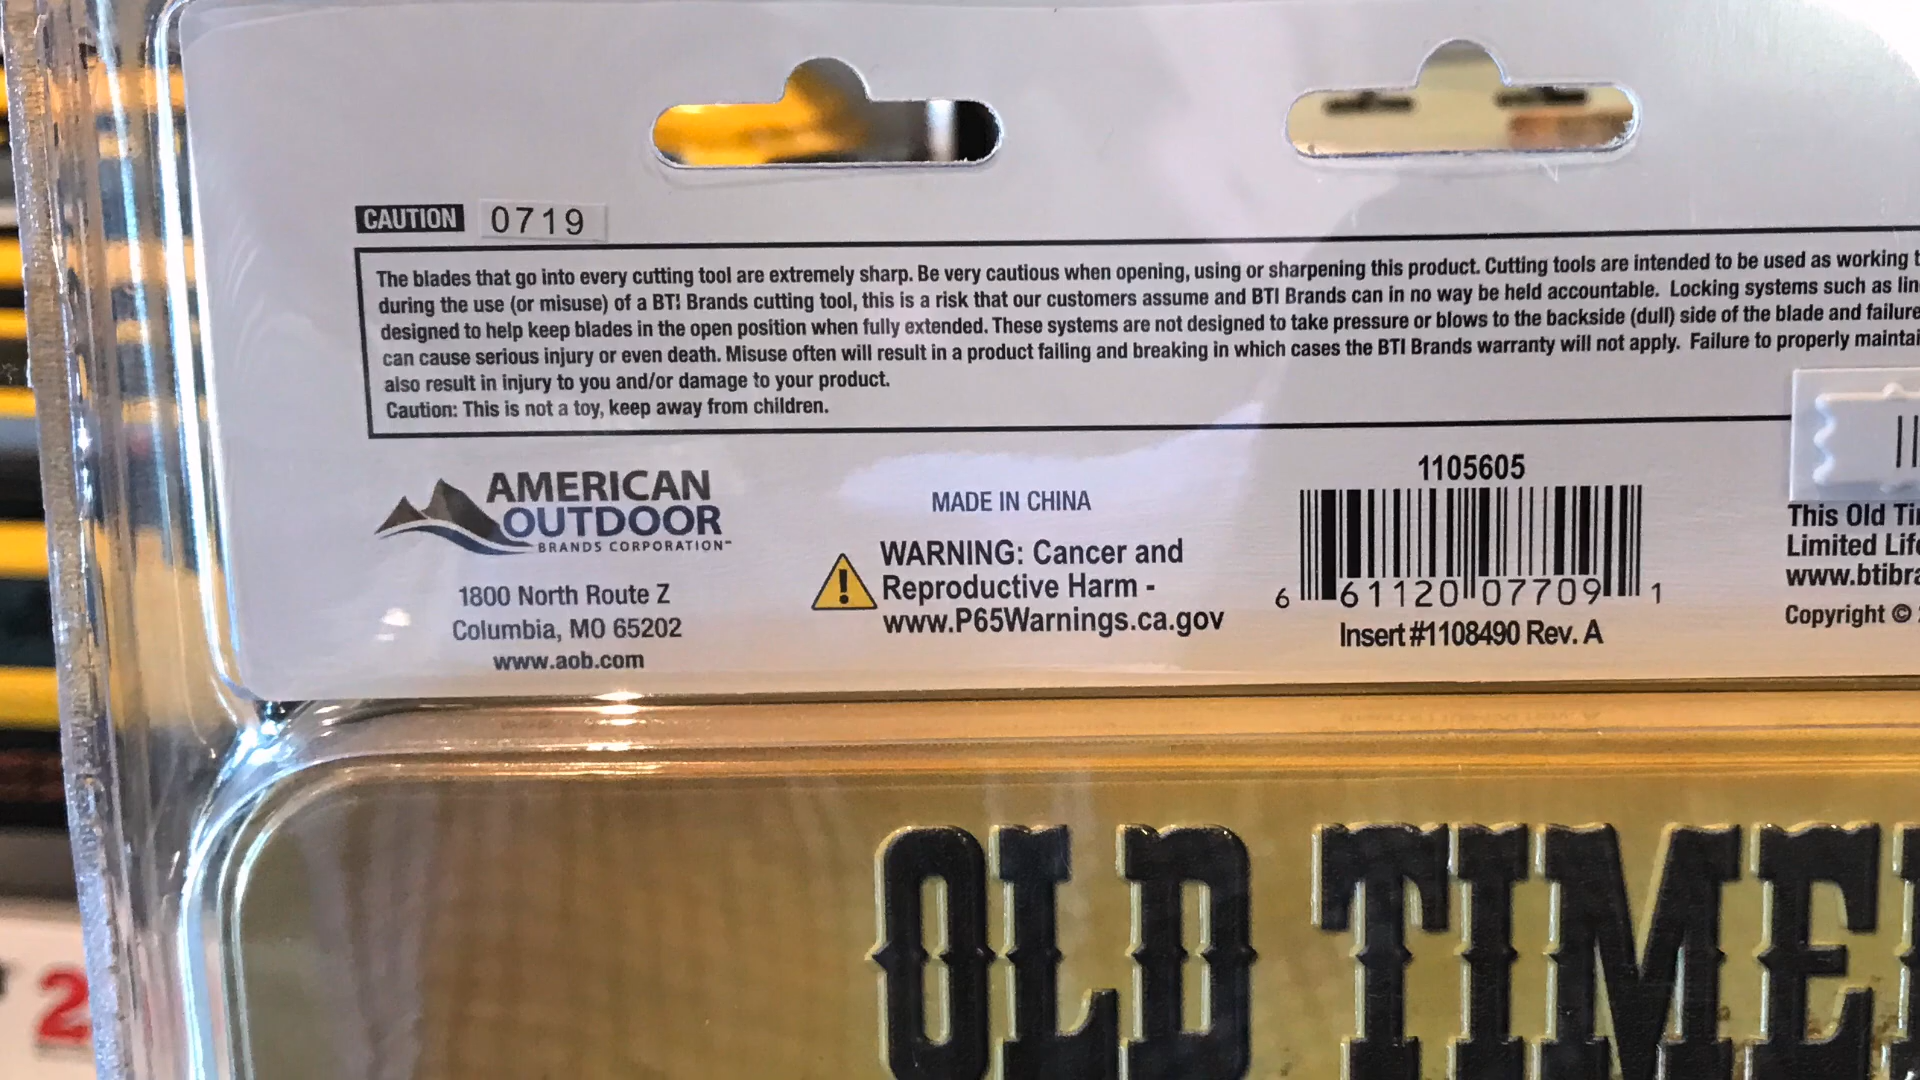 CAUTION 0719
The blades that go into every cutting tool are extremely sharp. Be very cautious when opening, using or sharpening this product. Cutting tools are intended to be used as working
during the use (or misuse) of a BTI Brands cutting tool, this is a risk that our customers assume and BTI Brands can in no way be held accountable. Locking systems such as
designed to help keep blades in the open position when fully extended. These systems are not designed to take pressure or blows to the backside (dull) side of the blade and failure
can cause serious injury or even death. Misuse often will result in a product failing and breaking in which cases the BTI Brands warranty will not apply. Failure to properly
also result in injury to you and/or damage to your product.
Caution: This is not a toy, keep away from children.
AMERICAN
OUTDOOR
BRANDS CORPORATION™
1800 North Route Z
Columbia, MO 65202
www.aob.com
MADE IN CHINA
WARNING: Cancer and
Reproductive Harm -
www.P65Warnings.ca.gov
1105605
6 61120 07709 1
Insert #1108490 Rev. A
This Old
Limited
www.btibra
Copyright ©
OLD TIME
2